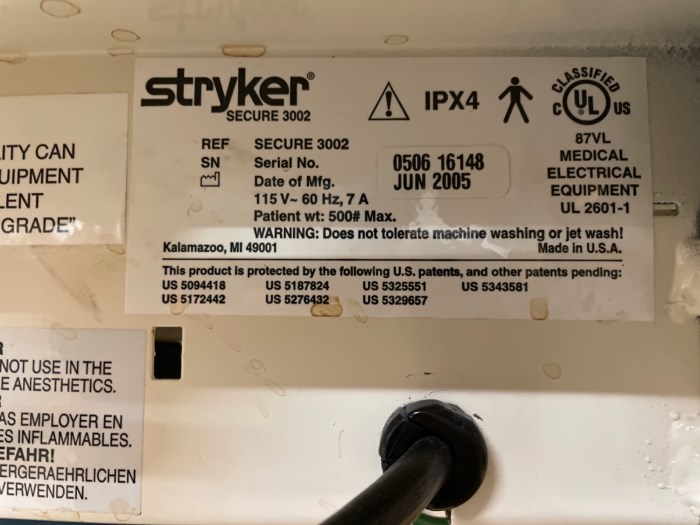 stryker®
SECURE 3002
IPX4
CLASSIFIED
C UL US
REF SECURE 3002
SN Serial No. 0506 16148
Date of Mfg. JUN 2005
115 V~ 60 Hz, 7 A
Patient wt: 500# Max.
87VL
MEDICAL
ELECTRICAL
EQUIPMENT
UL 2601-1
WARNING: Does not tolerate machine washing or jet wash!
Kalamazoo, MI 49001 Made in U.S.A.
This product is protected by the following U.S. patents, and other patents pending:
US 5094418 US 5187824 US 5325551 US 5343581
US 5172442 US 5276432 US 5329657
ITY CAN
UIPMENT
LENT
GRADE"
R
NOT USE IN THE
E ANESTHETICS.
R
AS EMPLOYER EN
ES INFLAMMABLES.
EFAHR!
ERGERAEHRLICHEN
VERWENDEN.